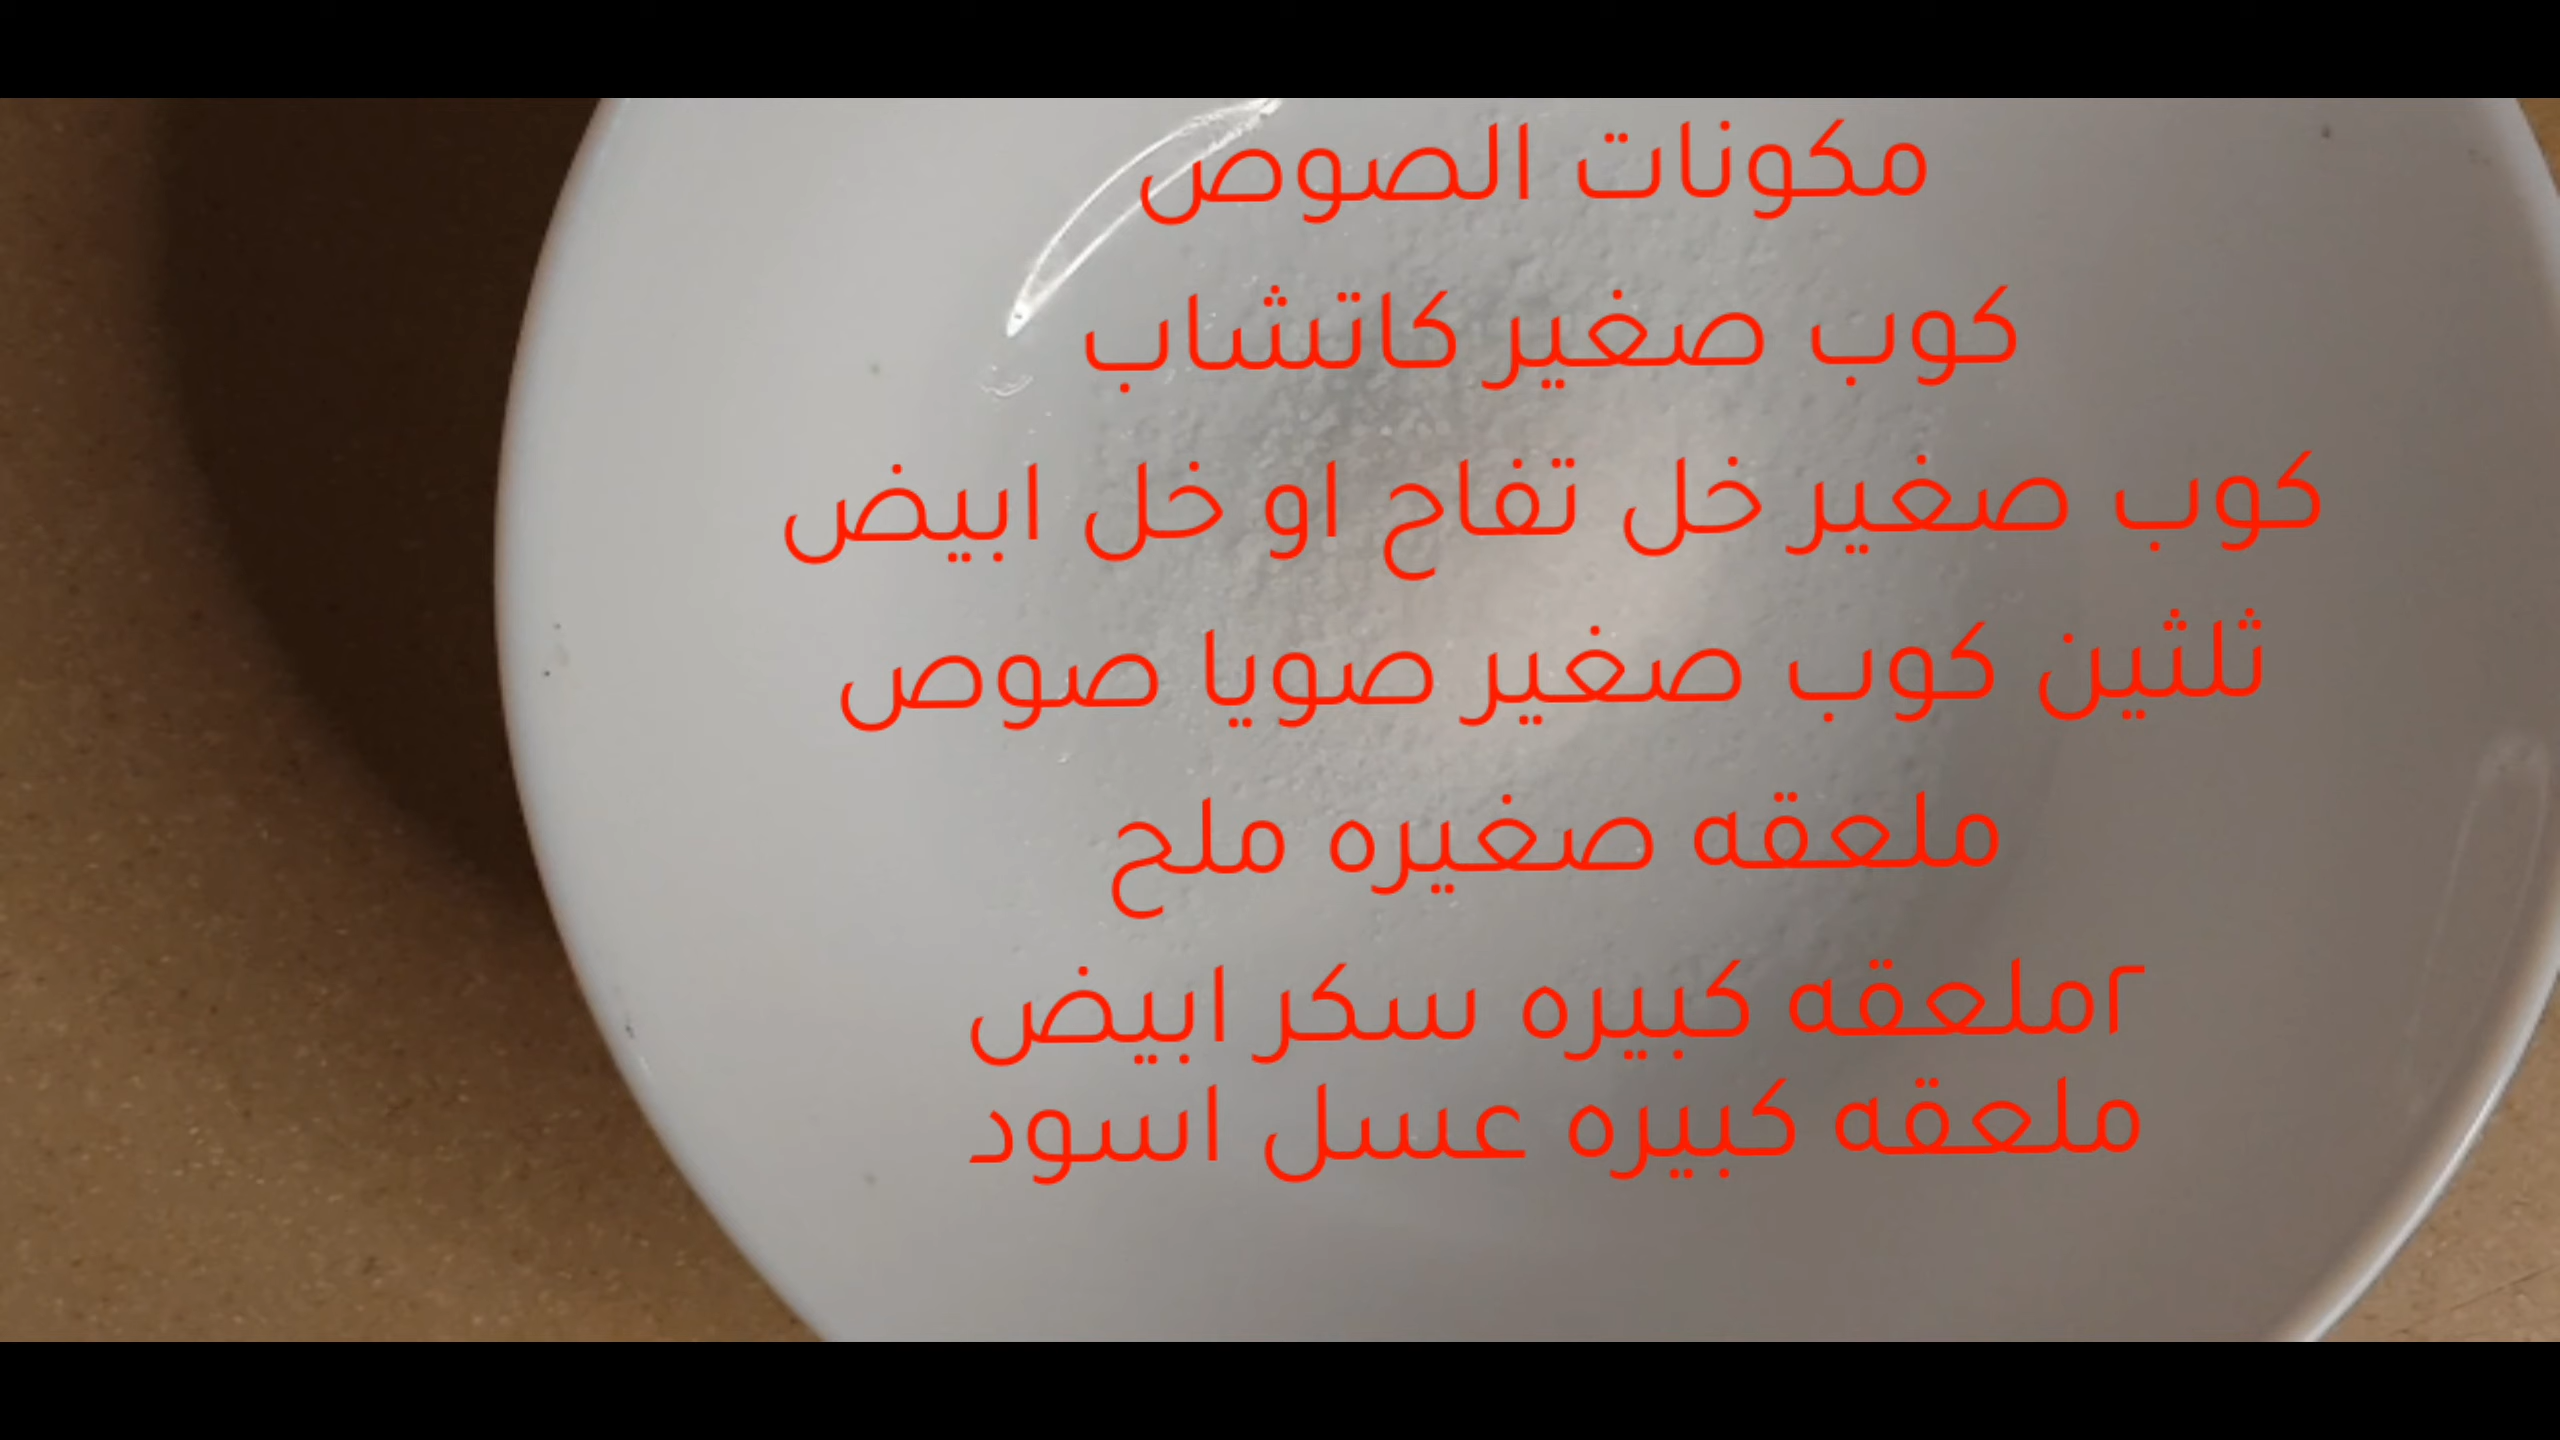 مكونات الصوص
كوب صغير كاتشاب
كوب صغير خل تفاح او خل ابيض
ثلثين كوب صغير صويا صوص
ملعقه صغيره ملح
٢ملعقه كبيره سكر ابيض
ملعقه كبيره عسل اسود